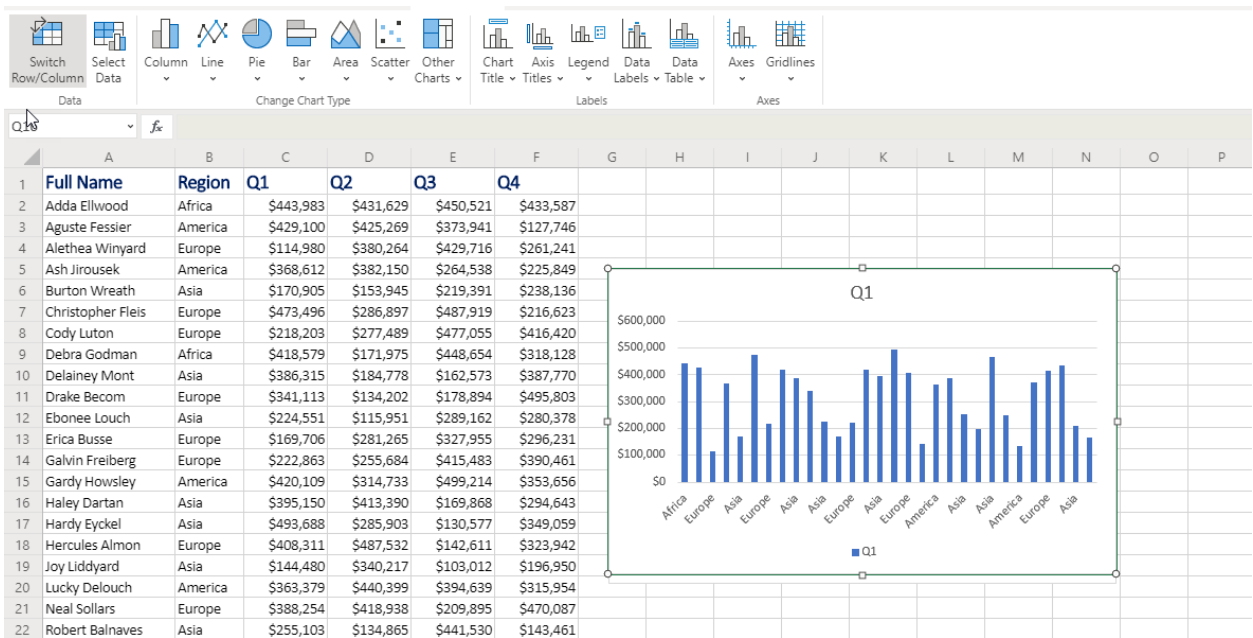 Switch Select Column Line Pie Bar Area Scatter Other Chart Axis Legend Data Data Axes Gridlines
Row/Column Data Charts Title Titles Labels Table
Data Change Chart Type Labels Axes
fx
A B C D E F G H I J K L M N O P
1 Full Name Region Q1 Q2 Q3 Q4
2 Adda Ellwood Africa $443,983 $431,629 $450,521 $433,587
3 Aguste Fessier America $429,100 $425,269 $373,941 $127,746
4 Alethea Winyard Europe $114,980 $380,264 $429,716 $261,241
5 Ash Jirousek America $368,612 $382,150 $264,538 $225,849
6 Burton Wreath Asia $170,905 $153,945 $219,391 $238,136
7 Christopher Fleis Europe $473,496 $286,897 $487,919 $216,623
8 Cody Luton Europe $218,203 $277,489 $477,055 $416,420
9 Debra Godman Africa $418,579 $171,975 $448,654 $318,128
10 Delainey Mont Asia $386,315 $184,778 $162,573 $387,770
11 Drake Becom Europe $341,113 $134,202 $178,894 $495,803
12 Ebonee Louch Asia $224,551 $115,951 $289,162 $280,378
13 Erica Busse Europe $169,706 $281,265 $327,955 $296,231
14 Galvin Freiberg Europe $222,863 $255,684 $415,483 $390,461
15 Gardy Howsley America $420,109 $314,733 $499,214 $353,656
16 Haley Dartan Asia $395,150 $413,390 $169,868 $294,643
17 Hardy Eyckel Asia $493,688 $285,903 $130,577 $349,059
18 Hercules Almon Europe $408,311 $487,532 $142,611 $323,942
19 Joy Liddyard Asia $144,480 $340,217 $103,012 $196,950
20 Lucky Delouch America $363,379 $440,399 $394,639 $315,954
21 Neal Sollars Europe $388,254 $418,938 $209,895 $470,087
22 Robert Balnaves Asia $255,103 $134,865 $441,530 $143,461
Q1
$600,000
$500,000
$400,000
$300,000
$200,000
$100,000
$0
Africa Europe Asia Europe Asia Asia Europe Asia Europe America Asia Asia America Europe Asia
Q1